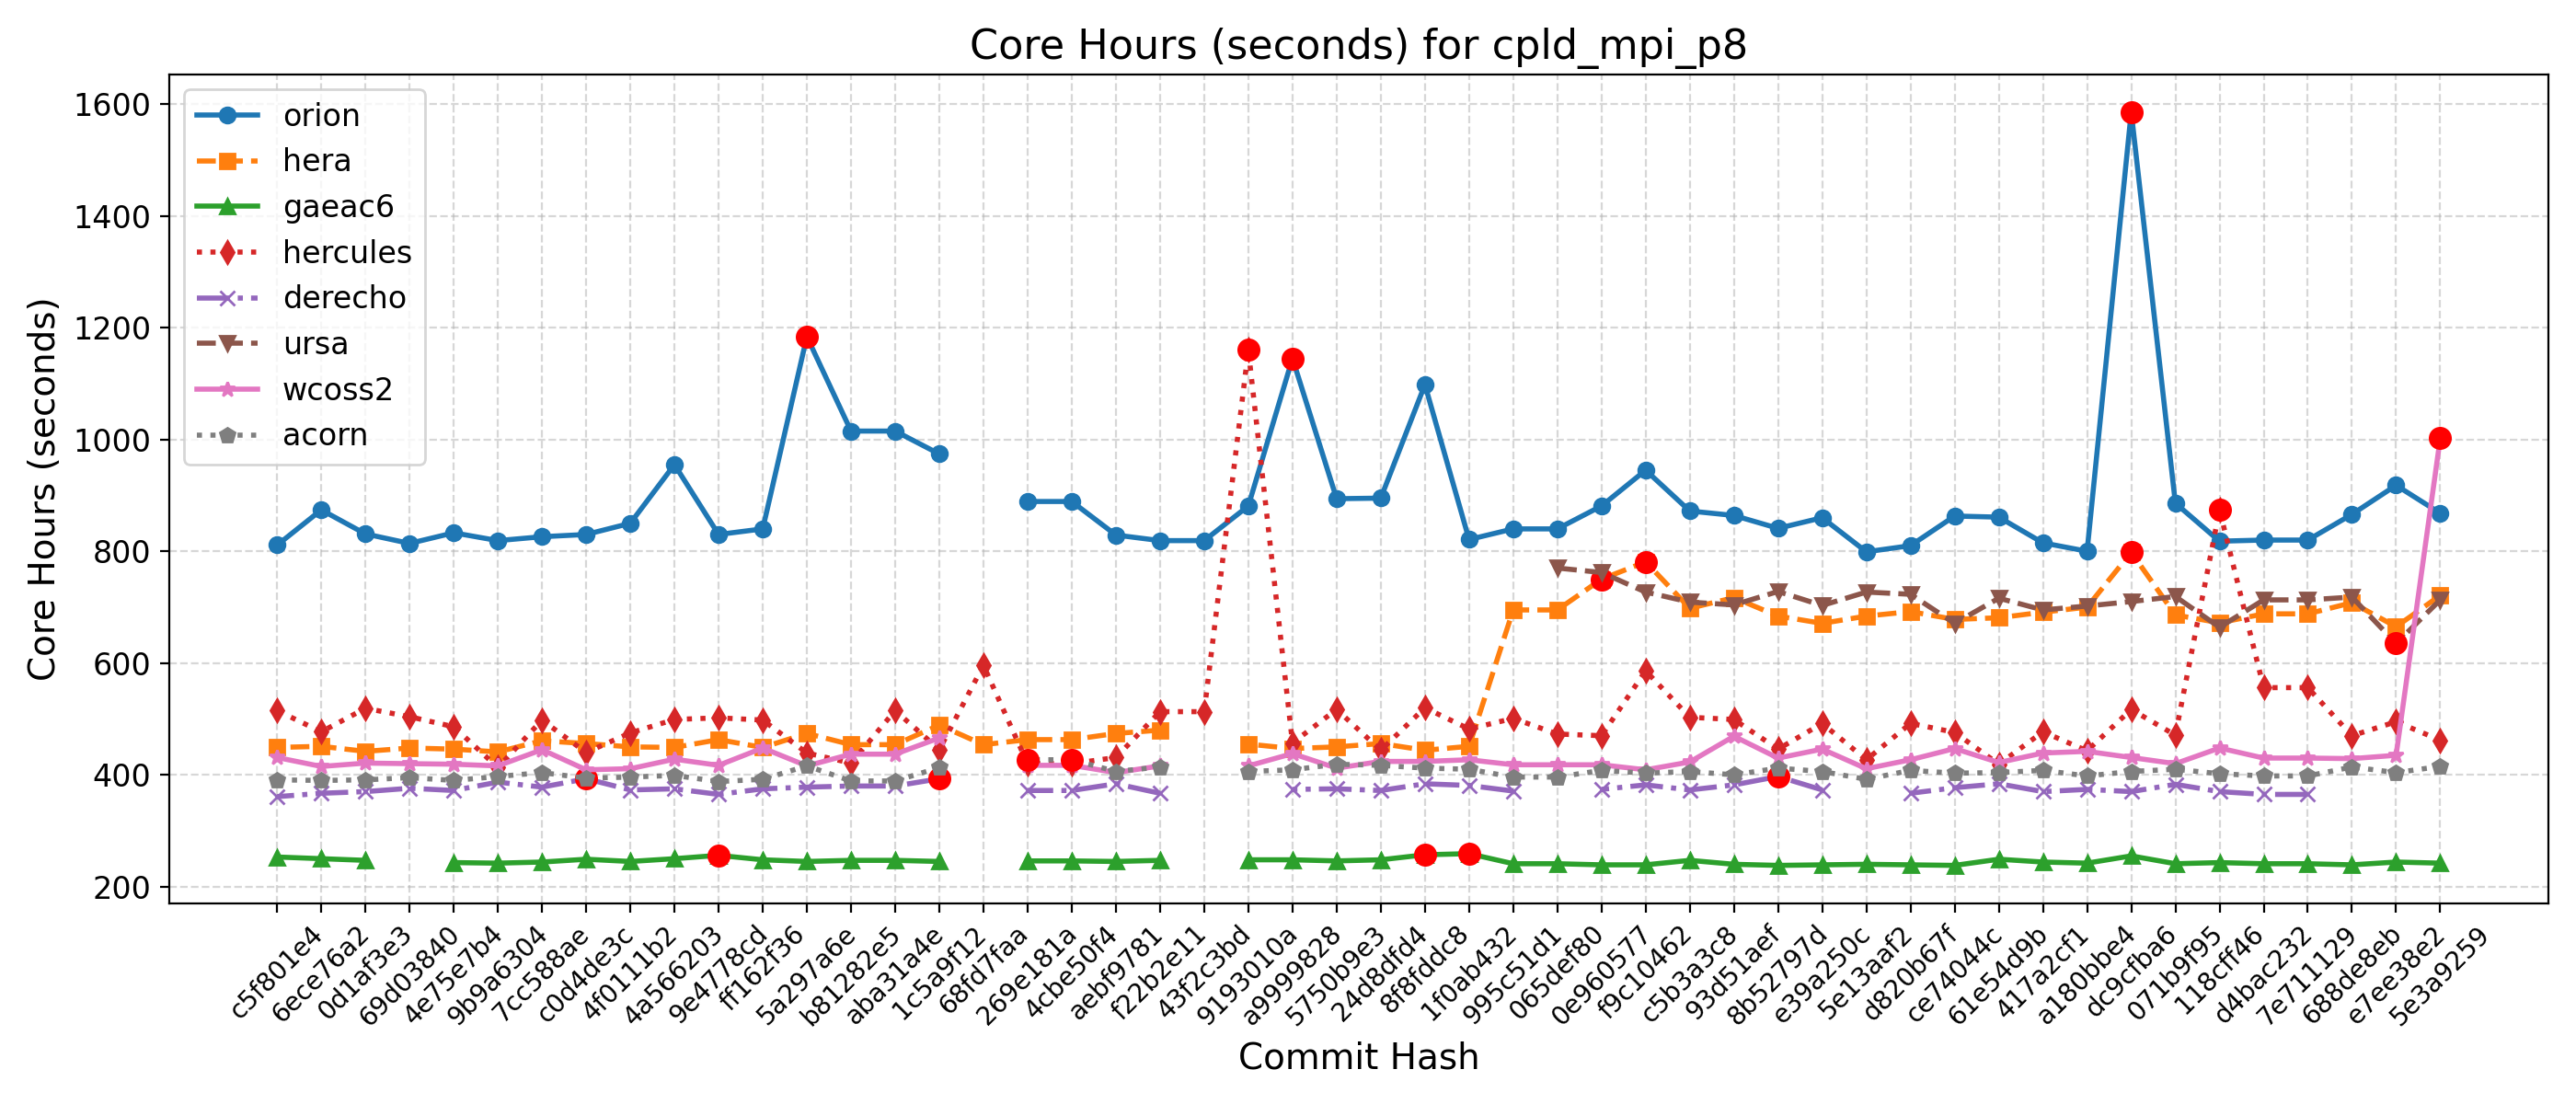 Core Hours (seconds) for cpld_mpi_p8
Core Hours (seconds)
1600
1400
1200
1000
800
600
400
200
orion
hera
gaeac6
hercules
derecho
ursa
wcoss2
acorn
c5f801e4
6ece76a2
0d1af3e3
69d03840
4e75e7b4
9b9a6304
7cc588ae
c0d4de3c
4f0111b2
4a566203
9e4778cd
ff162f36
5a297a6e
b81282e5
aba31a4e
1c5a9f12
68fd7faa
269e181a
4cbe50f4
aebf9781
f22b2e11
43f2c3bd
9193010a
a9999828
5750b9e3
24d8dfd4
8f8fddc8
1f0ab432
995c51d1
065def80
0e960577
f9c10462
c5b3a3c8
93d51aef
8b52797d
e39a250c
5e13aaf2
d820b67f
ce74044c
61e54d9b
417a2cf1
a180bbe4
dc9cfba6
071b9f95
118cff46
d4bac232
7e711129
688de8eb
e7ee38e2
5e3a9259
Commit Hash